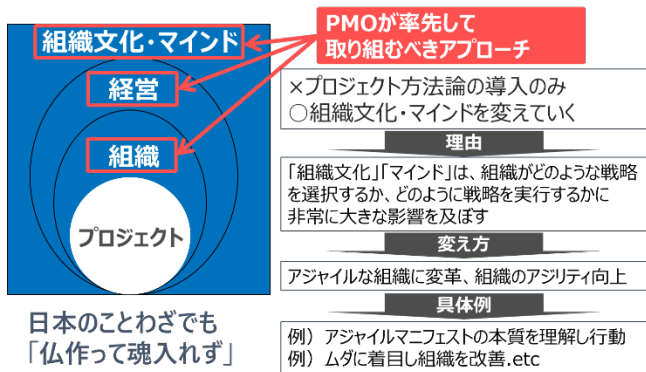 組織文化・マインド
経営
組織
プロジェクト
日本のことわざでも
「仏作って魂入れず」
PMOが率先して
取り組むべきアプローチ
×プロジェクト方法論の導入のみ
○組織文化・マインドを変えていく
理由
「組織文化」「マインド」は、組織がどのような戦略
を選択するか、どのように戦略を実行するかに
非常に大きな影響を及ぼす
変え方
アジャイルな組織に変革、組織のアジリティ向上
具体例
例）アジャイルマニフェストの本質を理解し行動
例）ムダに着目し組織を改善.etc